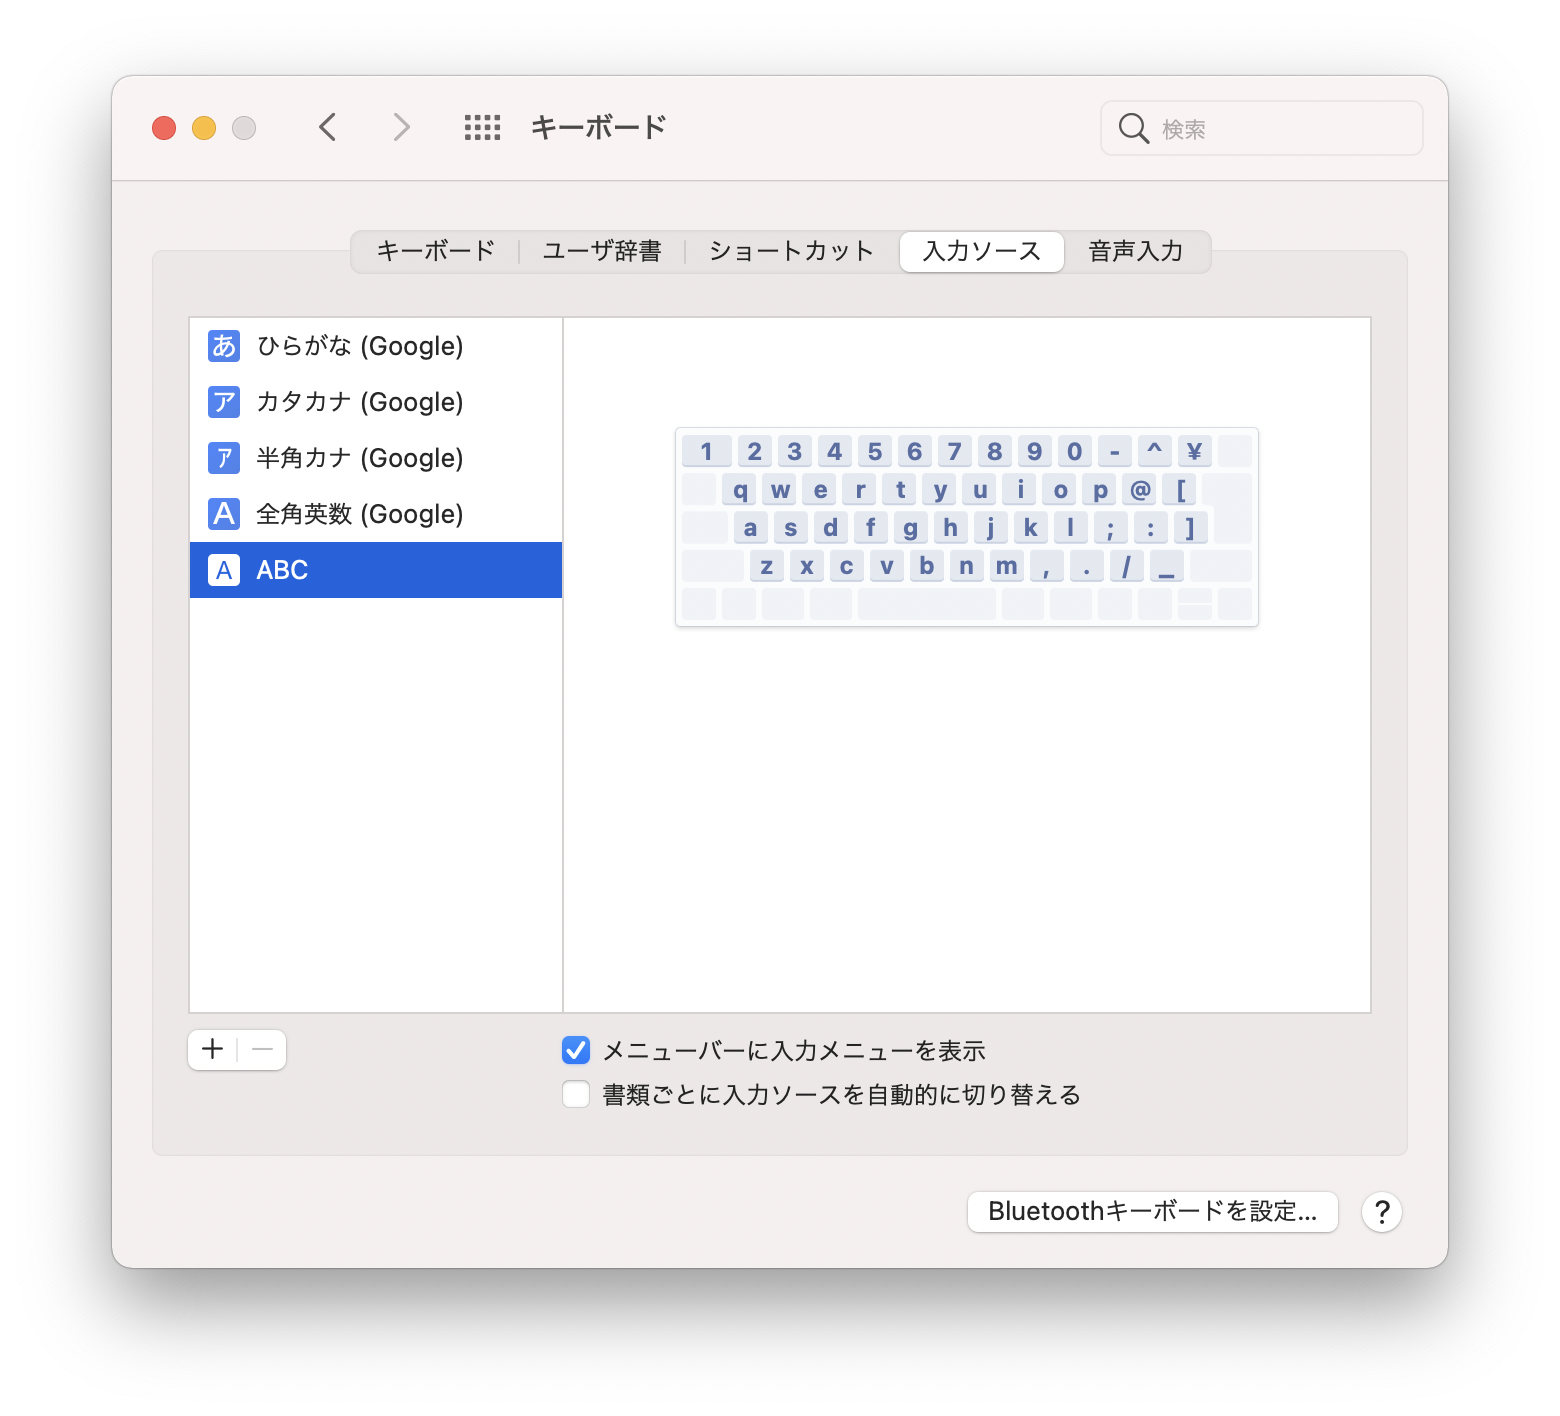 キーボード
検索
キーボード ユーザ辞書 ショートカット 入力ソース 音声入力
あ ひらがな (Google)
ア カタカナ (Google)
ア 半角カナ (Google)
A 全角英数 (Google)
A ABC
1 2 3 4 5 6 7 8 9 0 - ^ ¥
q w e r t y u i o p @ [
a s d f g h j k l ; : ]
z x c v b n m , . / _
メニューバーに入力メニューを表示
書類ごとに入力ソースを自動的に切り替える
Bluetoothキーボードを設定... ?